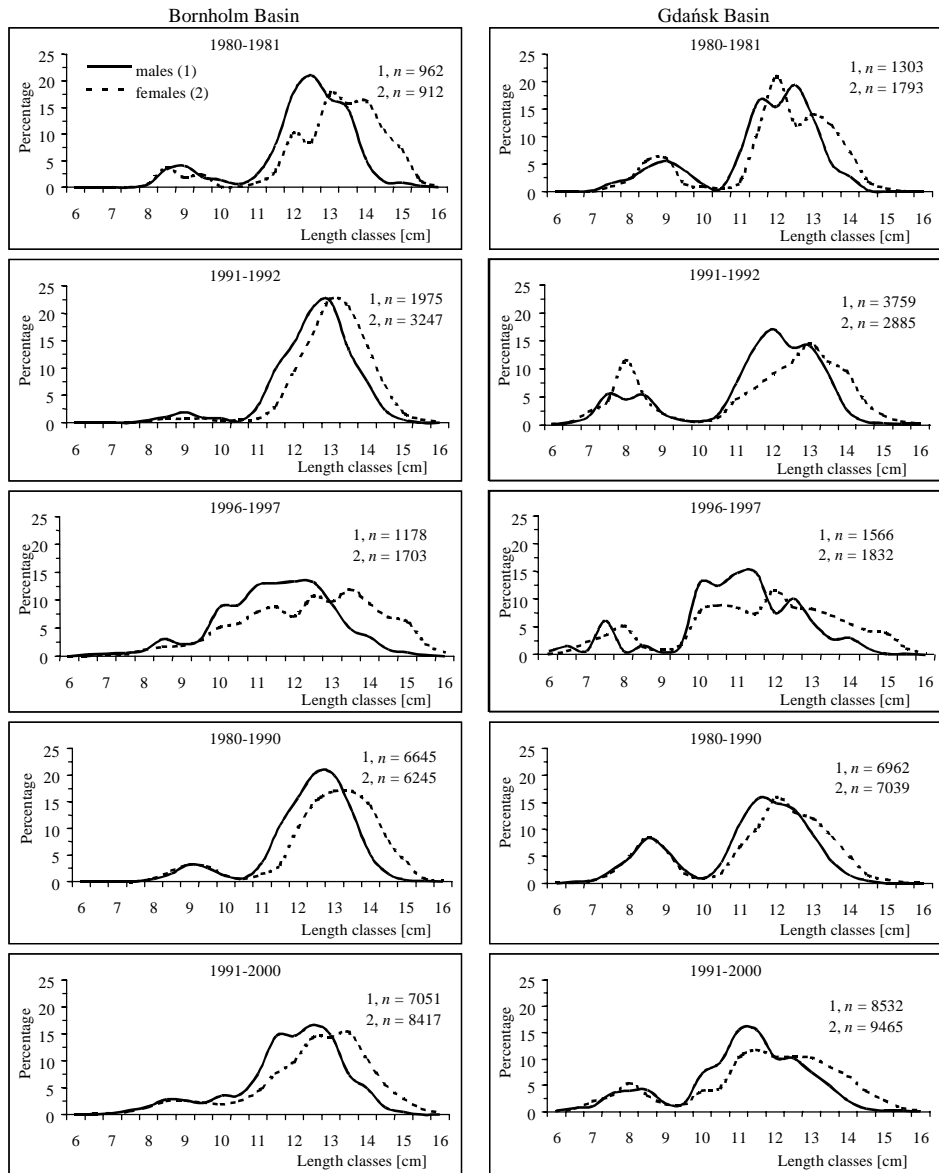 Bornholm Basin
Gdańsk Basin
1980-1981
25
20
15
10
5
0
Percentage
males (1)
females (2)
1, n = 962
2, n = 912
6 7 8 9 10 11 12 13 14 15 16
Length classes [cm]
1980-1981
25
20
15
10
5
0
Percentage
1, n = 1303
2, n = 1793
6 7 8 9 10 11 12 13 14 15 16
Length classes [cm]
1991-1992
25
20
15
10
5
0
Percentage
1, n = 1975
2, n = 3247
6 7 8 9 10 11 12 13 14 15 16
Length classes [cm]
1991-1992
25
20
15
10
5
0
Percentage
1, n = 3759
2, n = 2885
6 7 8 9 10 11 12 13 14 15 16
Length classes [cm]
1996-1997
25
20
15
10
5
0
Percentage
1, n = 1178
2, n = 1703
6 7 8 9 10 11 12 13 14 15 16
Length classes [cm]
1996-1997
25
20
15
10
5
0
Percentage
1, n = 1566
2, n = 1832
6 7 8 9 10 11 12 13 14 15 16
Length classes [cm]
1980-1990
25
20
15
10
5
0
Percentage
1, n = 6645
2, n = 6245
6 7 8 9 10 11 12 13 14 15 16
Length classes [cm]
1980-1990
25
20
15
10
5
0
Percentage
1, n = 6962
2, n = 7039
6 7 8 9 10 11 12 13 14 15 16
Length classes [cm]
1991-2000
25
20
15
10
5
0
Percentage
1, n = 7051
2, n = 8417
6 7 8 9 10 11 12 13 14 15 16
Length classes [cm]
1991-2000
25
20
15
10
5
0
Percentage
1, n = 8532
2, n = 9465
6 7 8 9 10 11 12 13 14 15 16
Length classes [cm]